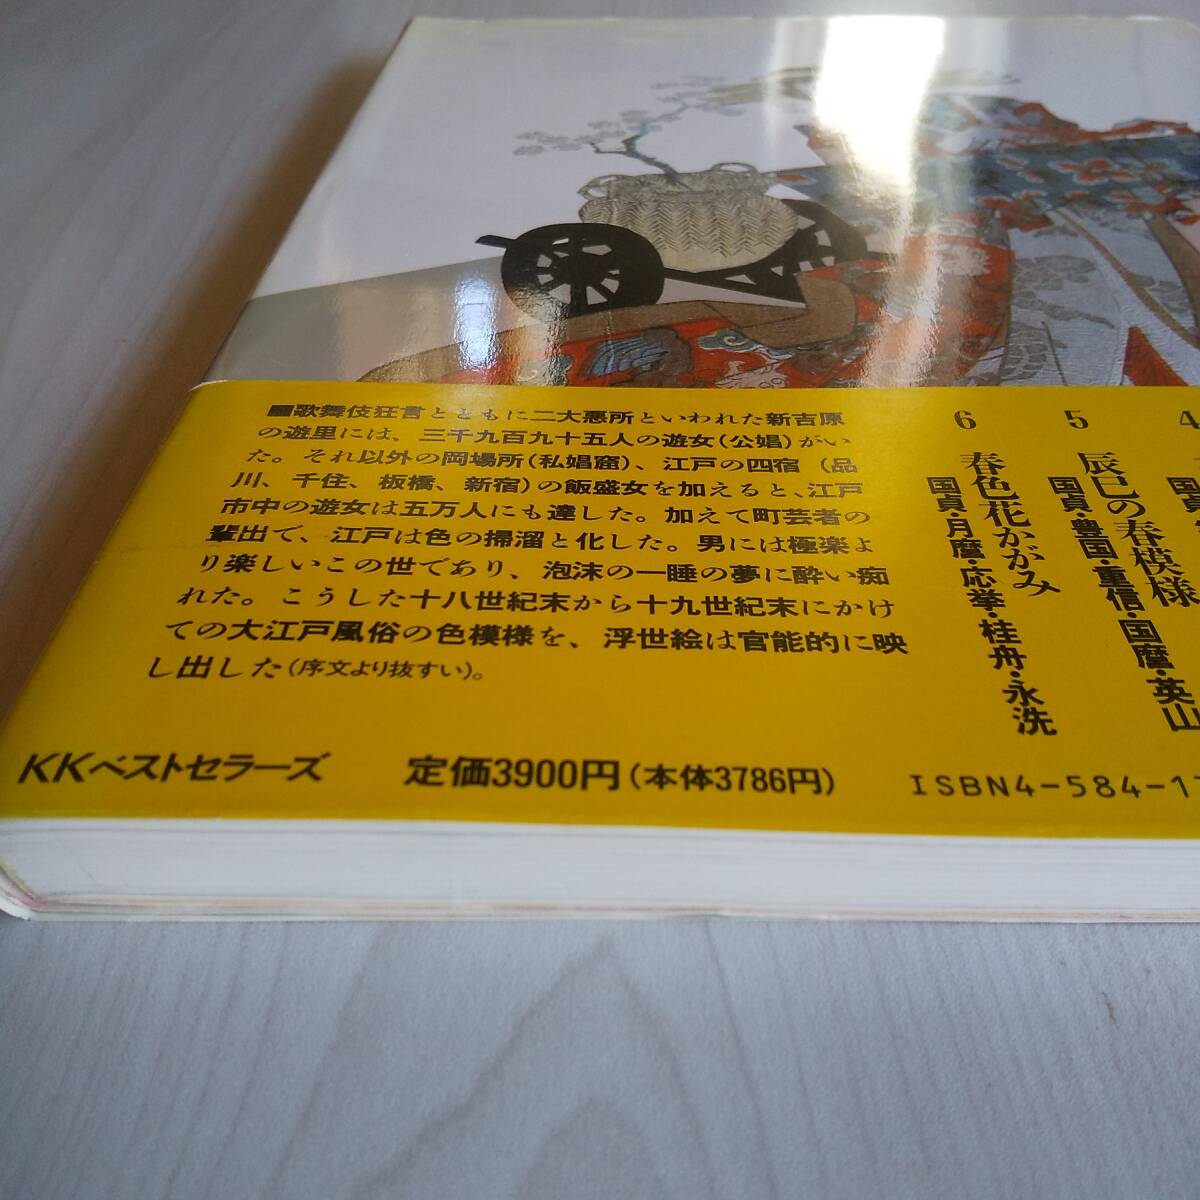 ■歌舞伎狂言とともに二大悪所といわれた新吉原
の遊里には、三千九百九十五人の遊女(公娼)がい
た。それ以外の岡場所(私娼窟)、江戸の四宿(品
川、千住、板橋、新宿)の飯盛女を加えると、江戸
市中の遊女は五万人にも達した。加えて町芸者の
輩出で、江戸は色の掃溜と化した。男には極楽よ
り楽しいこの世であり、泡沫の一睡の夢に酔い痴
れた。こうした十八世紀末から十九世紀末にかけ
ての大江戸風俗の色模様を、浮世絵は官能的に映
し出した(序文より抜すい)。
4
国貞
5
辰巳の春模様
国貞・豊国・重信・国麿・英山
6
春色花かがみ
国貞・月麿・応挙・桂舟・永洗
KKベストセラーズ
定価3900円(本体3786円)
ISBN4-584-1